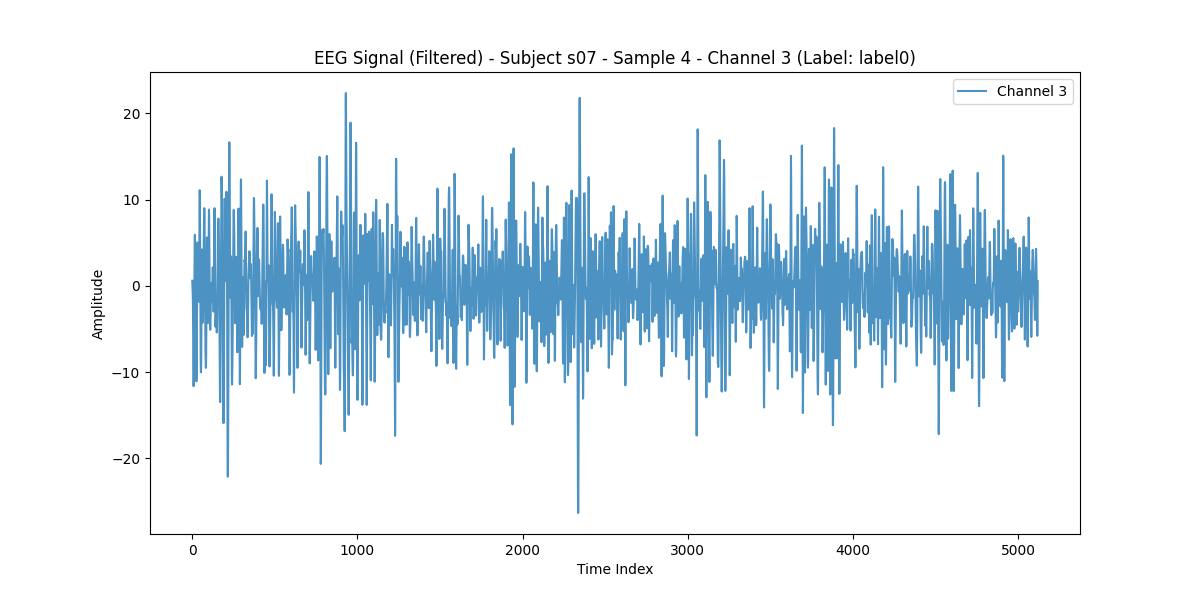 EEG Signal (Filtered) - Subject s07 - Sample 4 - Channel 3 (Label: label0)
Channel 3
20
10
0
−10
−20
Amplitude
0 1000 2000 3000 4000 5000
Time Index